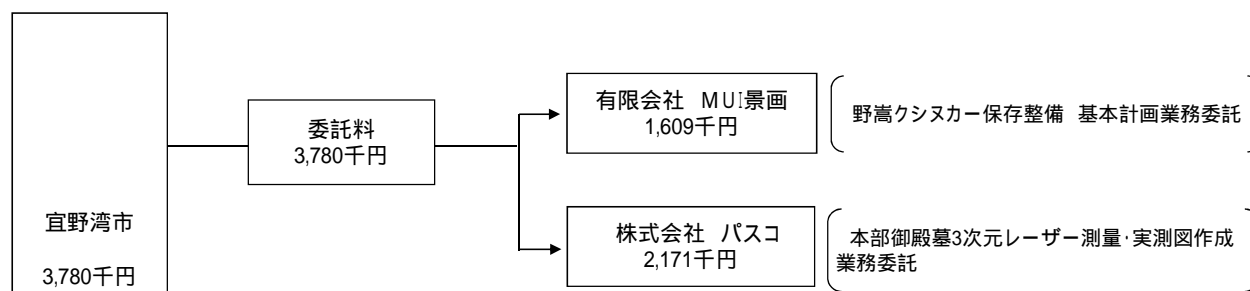 宜野湾市
3,780千円
委託料
3,780千円
有限会社　MUI景画
1,609千円
野嵩クシヌカー保存整備　基本計画業務委託
株式会社　パスコ
2,171千円
本部御殿墓3次元レーザー測量･実測図作成
業務委託